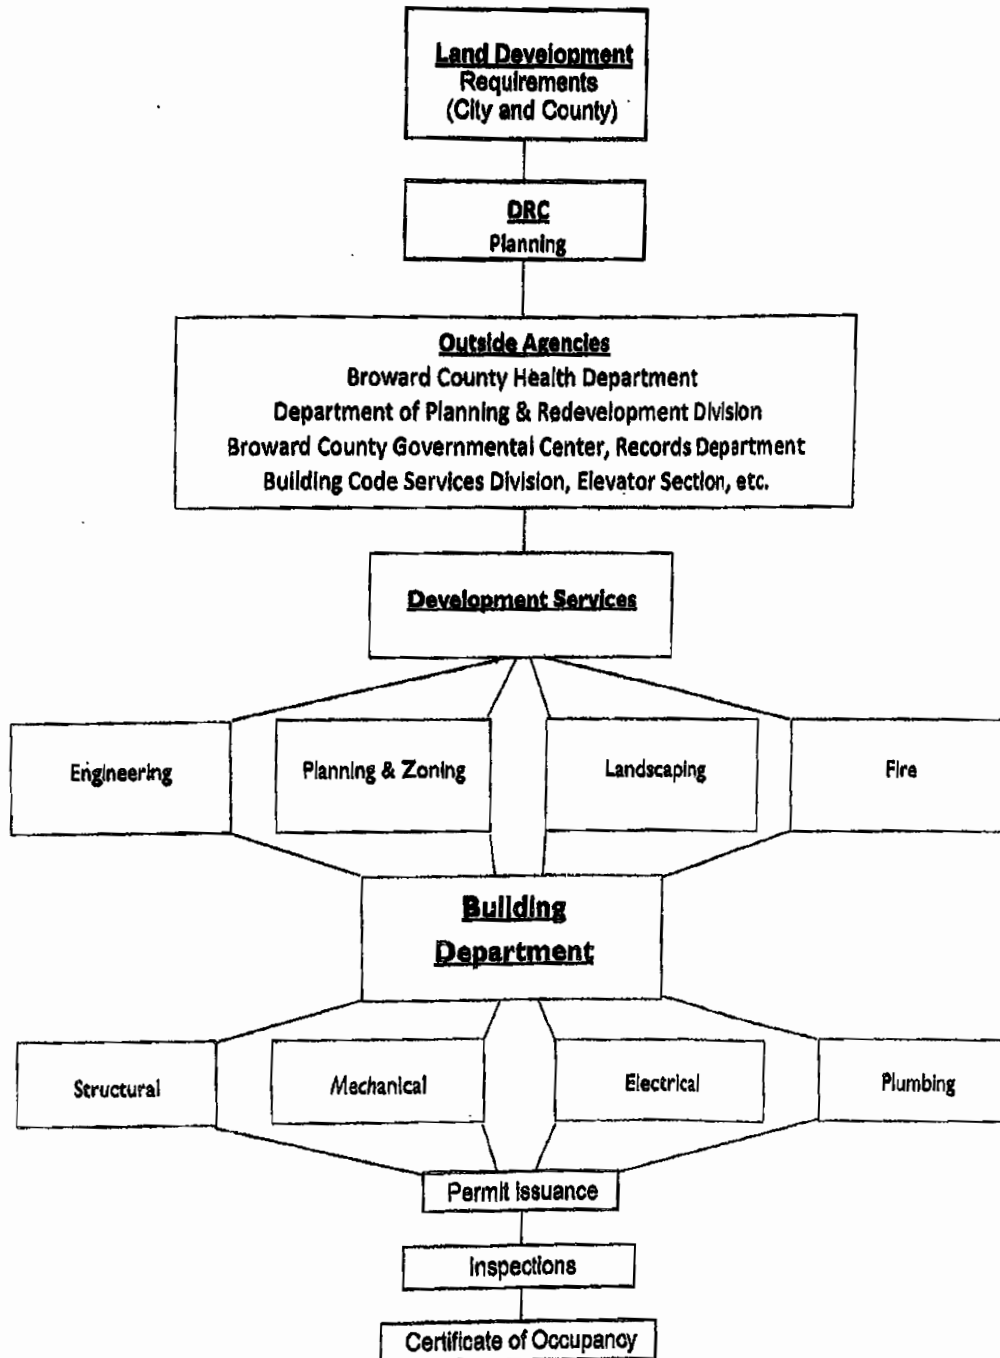 Land Development
Requirements
(City and County)
DRC
Planning
Outside Agencies
Broward County Health Department
Department of Planning & Redevelopment Division
Broward County Governmental Center, Records Department
Building Code Services Division, Elevator Section, etc.
Development Services
Engineering
Planning & Zoning
Landscaping
Fire
Building
Department
Structural
Mechanical
Electrical
Plumbing
Permit Issuance
Inspections
Certificate of Occupancy